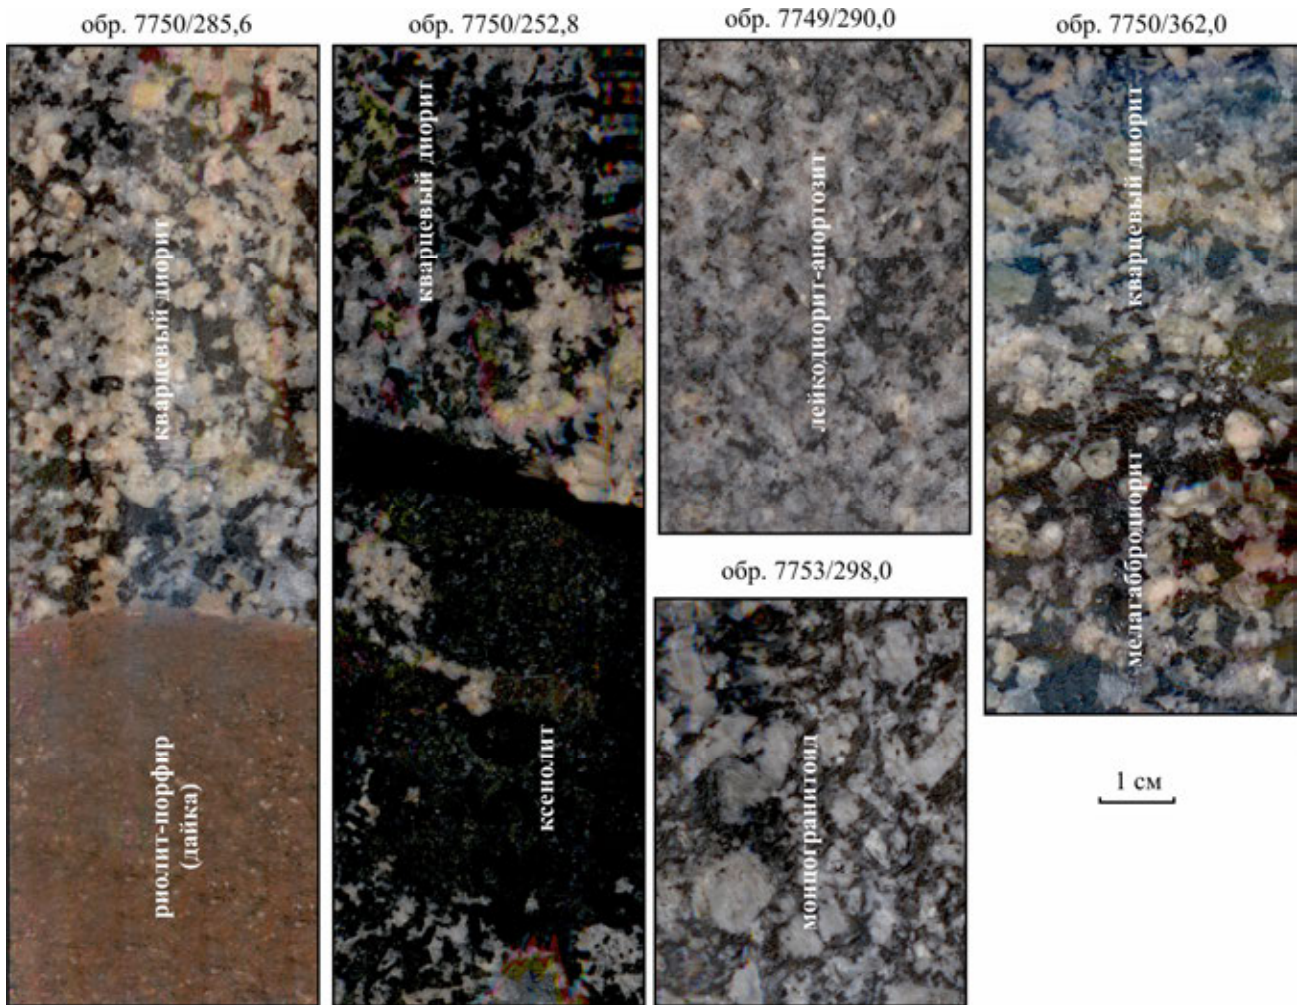 обр. 7750/285,6
кварцевый диорит
риолит-порфир
(дайка)
обр. 7750/252,8
кварцевый диорит
ксенолит
обр. 7749/290,0
лейкодиорит-анортозит
обр. 7753/298,0
монцогранитоид
обр. 7750/362,0
кварцевый диорит
мелагаббродиорит
1 см